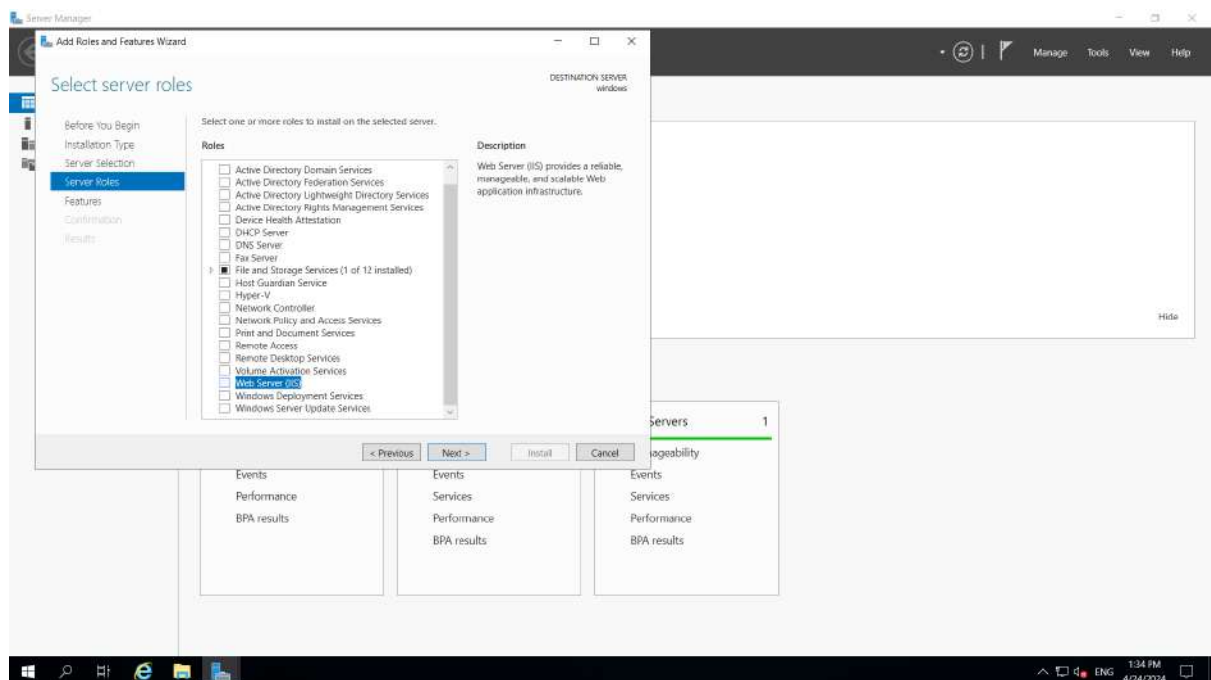 Server Manager
Add Roles and Features Wizard
Manage Tools View Help
Select server roles
DESTINATION SERVER
windows
Before You Begin
Installation Type
Server Selection
Server Roles
Features
Confirmation
Results
Select one or more roles to install on the selected server.
Roles
Active Directory Domain Services
Active Directory Federation Services
Active Directory Lightweight Directory Services
Active Directory Rights Management Services
Device Health Attestation
DHCP Server
DNS Server
Fax Server
File and Storage Services (1 of 12 installed)
Host Guardian Service
Hyper-V
Network Controller
Network Policy and Access Services
Print and Document Services
Remote Access
Remote Desktop Services
Volume Activation Services
Web Server (IIS)
Windows Deployment Services
Windows Server Update Services
Description
Web Server (IIS) provides a reliable,
manageable, and scalable Web
application infrastructure.
< Previous Next > Install Cancel
Hide
Servers 1
ageability
Events
Performance
BPA results
Events
Services
Performance
BPA results
Events
Services
Performance
BPA results
ENG
1:34 PM
4/24/2024